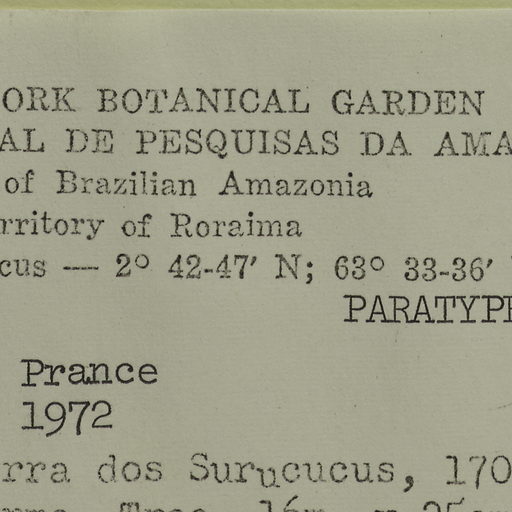 ORK BOTANICAL GARDEN
AL DE PESQUISAS DA AMA
of Brazilian Amazonia
rritory of Roraima
cus — 2° 42-47′ N; 63° 33-36′
PARATYPE
Prance
1972
rra dos Surucucus, 170